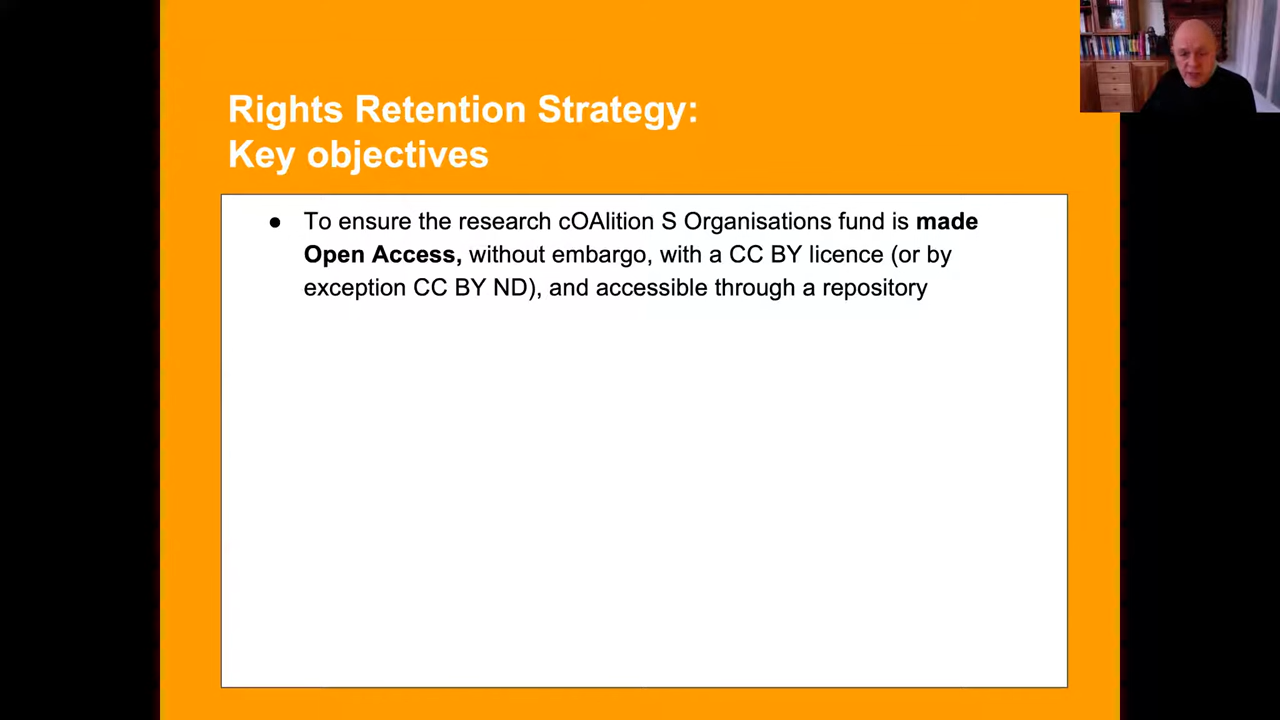 Rights Retention Strategy:
Key objectives
● To ensure the research cOAlition S Organisations fund is made
Open Access, without embargo, with a CC BY licence (or by
exception CC BY ND), and accessible through a repository